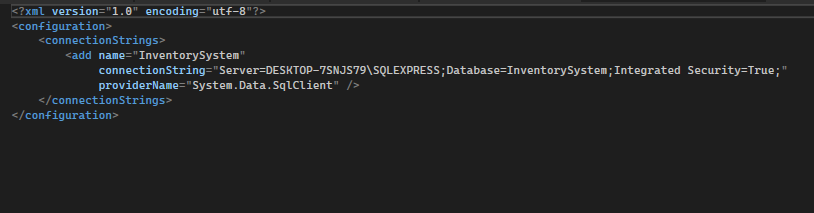 <?xml version="1.0" encoding="utf-8"?>
<configuration>
<connectionStrings>
<add name="InventorySystem"
connectionString="Server=DESKTOP-7SNJS79\SQLEXPRESS;Database=InventorySystem;Integrated Security=True;"
providerName="System.Data.SqlClient" />
</connectionStrings>
</configuration>